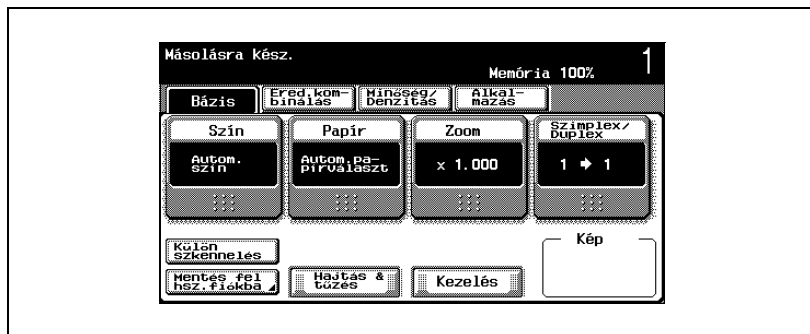 Másolásra Kész.
Memória 100% 1
Bázis
Ered.kom-
binálás
Minőség/
Denzitás
Alkal-
mazás
Szín
Papír
Zoom
Szimplex/
Duplex
Autom.
szín
Autom.pa-
pírválaszt
x 1.000
1 → 1
Külön
szkennelés
Kép
Mentés fel
hsz.fiókba
Hajtás &
tűzés
Kezelés